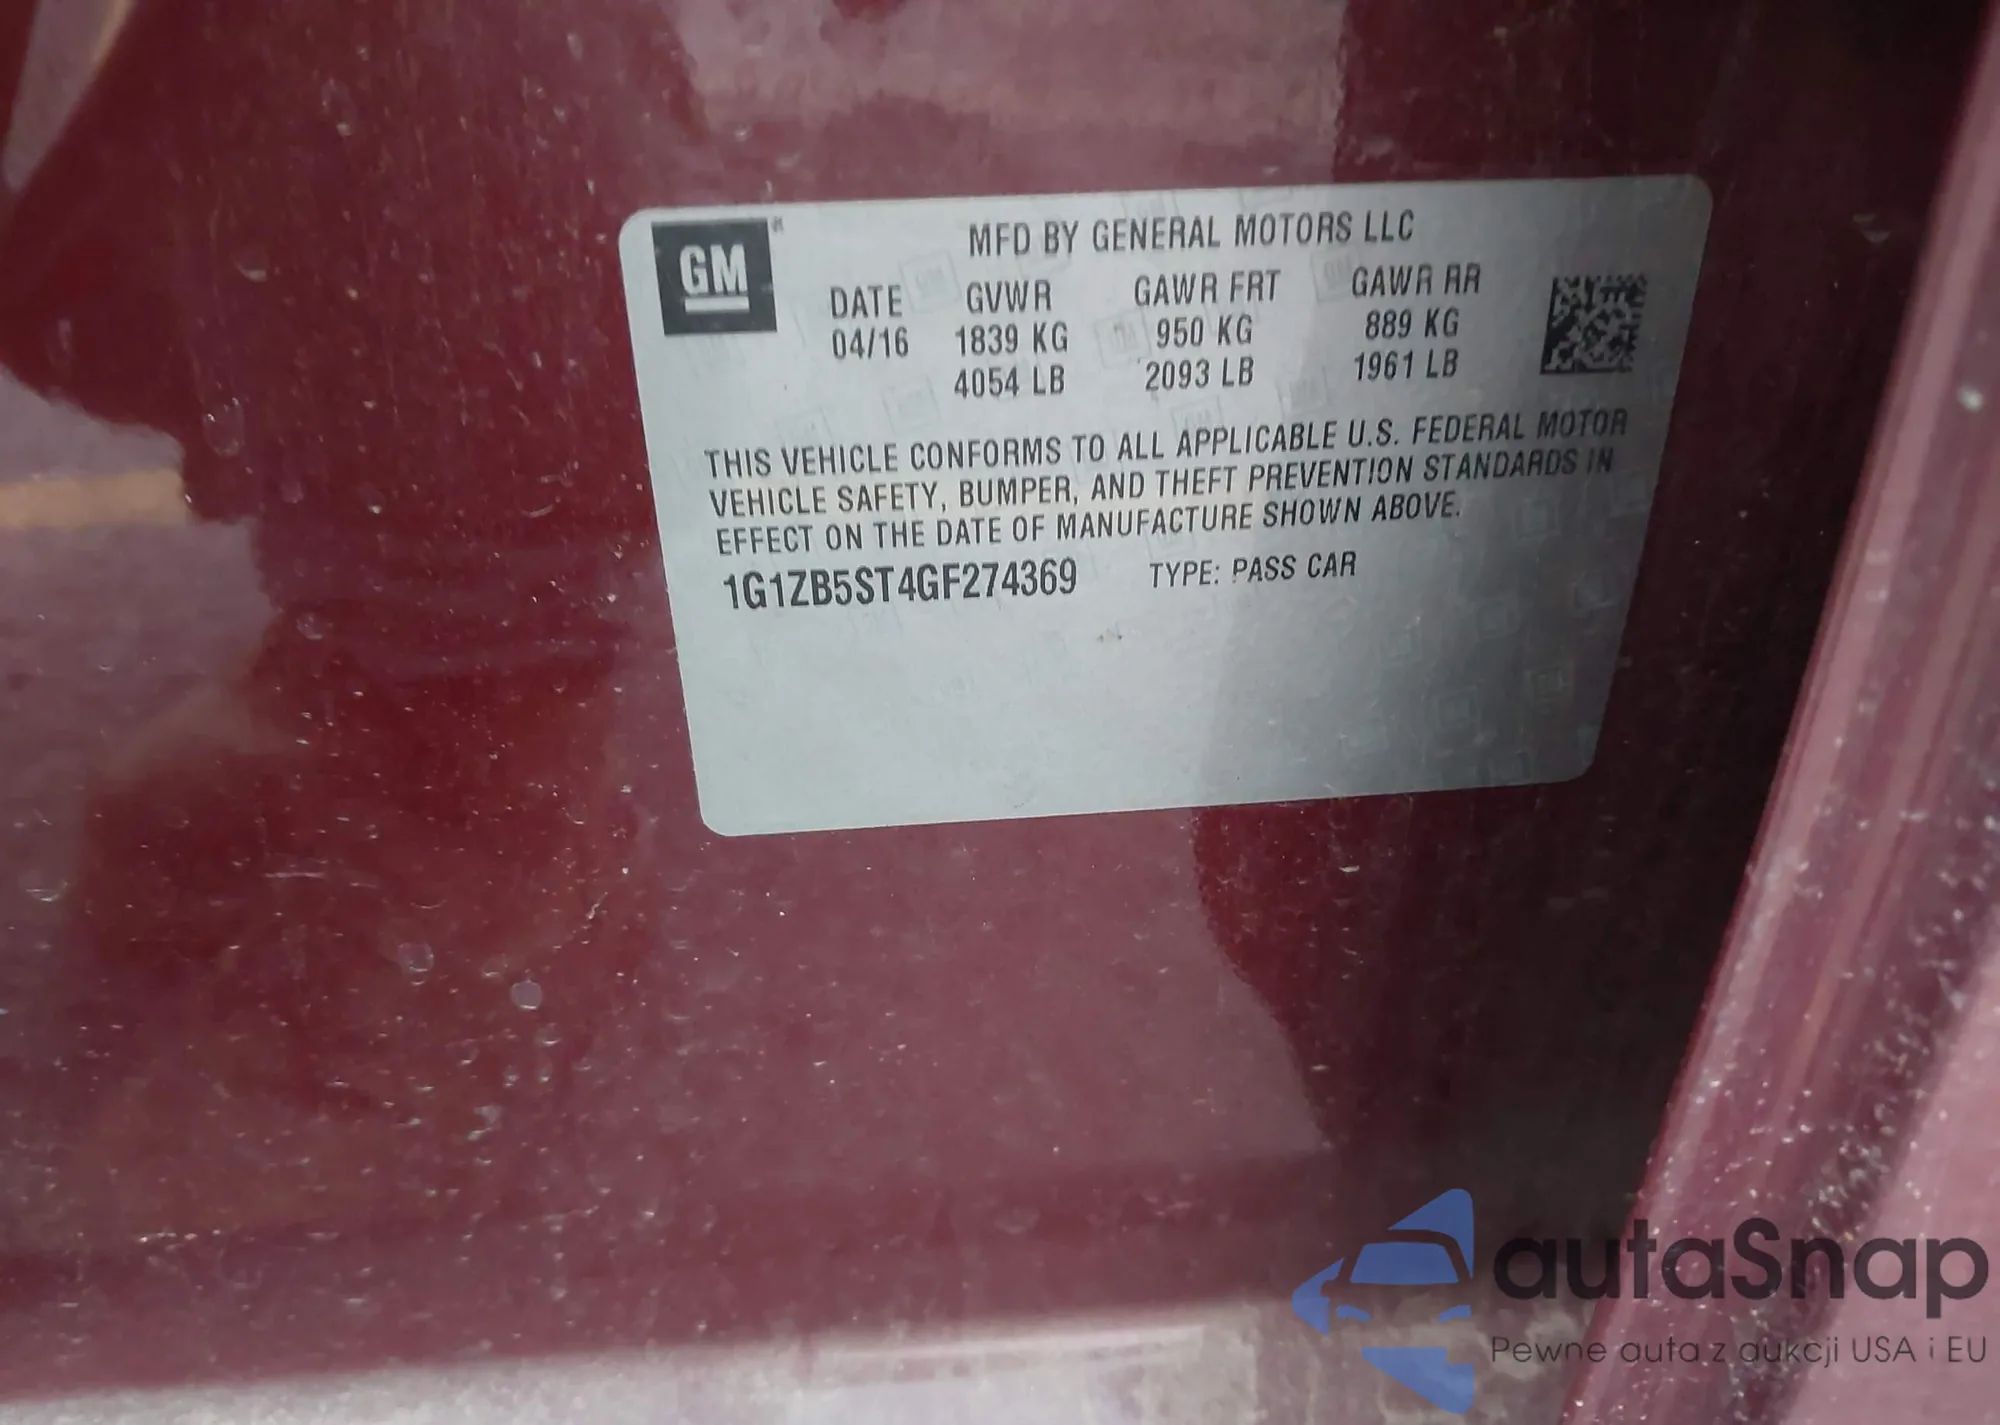 GM
MFD BY GENERAL MOTORS LLC
DATE GVWR GAWR FRT GAWR RR
04/16 1839 KG 950 KG 889 KG
4054 LB 2093 LB 1961 LB
THIS VEHICLE CONFORMS TO ALL APPLICABLE U.S. FEDERAL MOTOR
VEHICLE SAFETY, BUMPER, AND THEFT PREVENTION STANDARDS IN
EFFECT ON THE DATE OF MANUFACTURE SHOWN ABOVE.
1G1ZB5ST4GF274369 TYPE: PASS CAR
autaSnap
Pewne auta z aukcji USA i EU